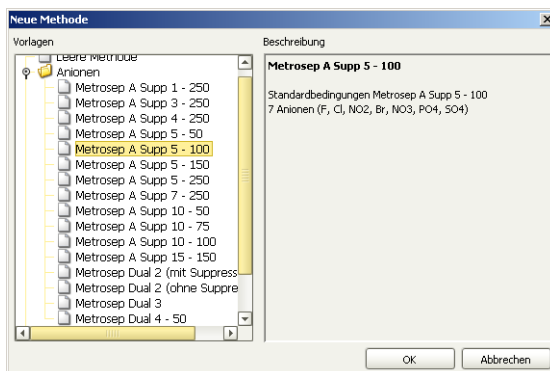 Neue Methode
Vorlagen
Leere Methode
Anionen
Metrosep A Supp 1 - 250
Metrosep A Supp 3 - 250
Metrosep A Supp 4 - 250
Metrosep A Supp 5 - 50
Metrosep A Supp 5 - 100
Metrosep A Supp 5 - 150
Metrosep A Supp 5 - 250
Metrosep A Supp 7 - 250
Metrosep A Supp 10 - 50
Metrosep A Supp 10 - 75
Metrosep A Supp 10 - 100
Metrosep A Supp 15 - 150
Metrosep Dual 2 (mit Suppress
Metrosep Dual 2 (ohne Suppre
Metrosep Dual 3
Metrosep Dual 4 - 50
Beschreibung
Metrosep A Supp 5 - 100
Standardbedingungen Metrosep A Supp 5 - 100
7 Anionen (F, Cl, NO2, Br, NO3, PO4, SO4)
OK
Abbrechen